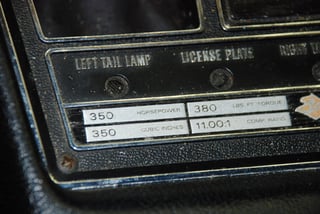 LEFT TAIL LAMP LICENSE PLATE RIGHT
350 HORSEPOWER 380 LBS. FT. TORQUE
350 CUBIC INCHES 11.00:1 COMP. RATIO